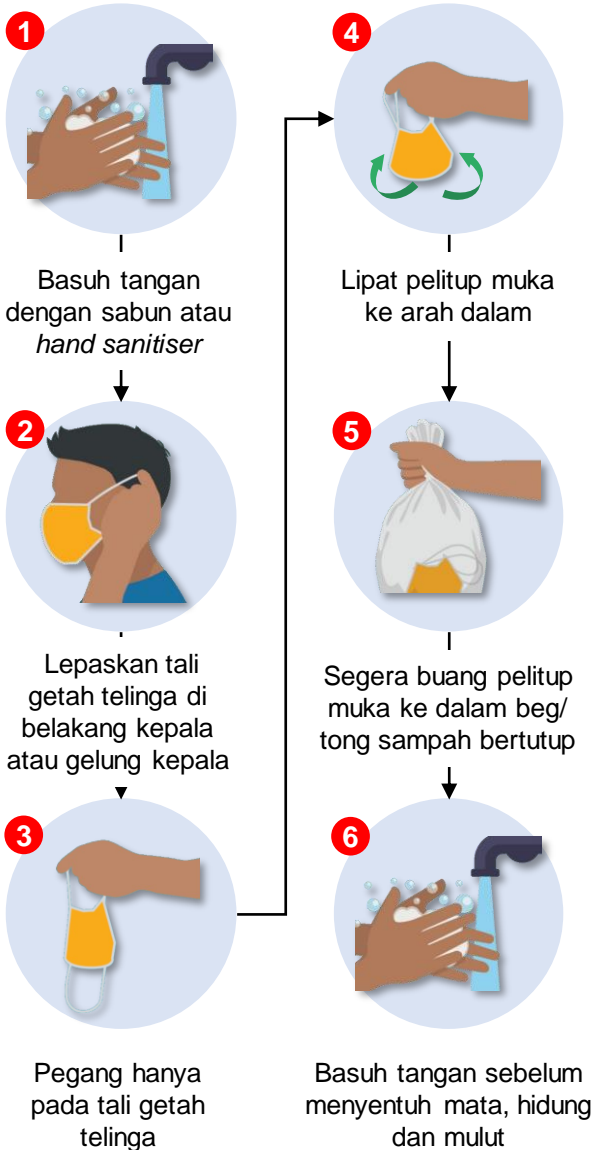 1
Basuh tangan
dengan sabun atau
hand sanitiser
2
Lepaskan tali
getah telinga di
belakang kepala
atau gelung kepala
3
Pegang hanya
pada tali getah
telinga
4
Lipat pelitup muka
ke arah dalam
5
Segera buang pelitup
muka ke dalam beg/
tong sampah bertutup
6
Basuh tangan sebelum
menyentuh mata, hidung
dan mulut